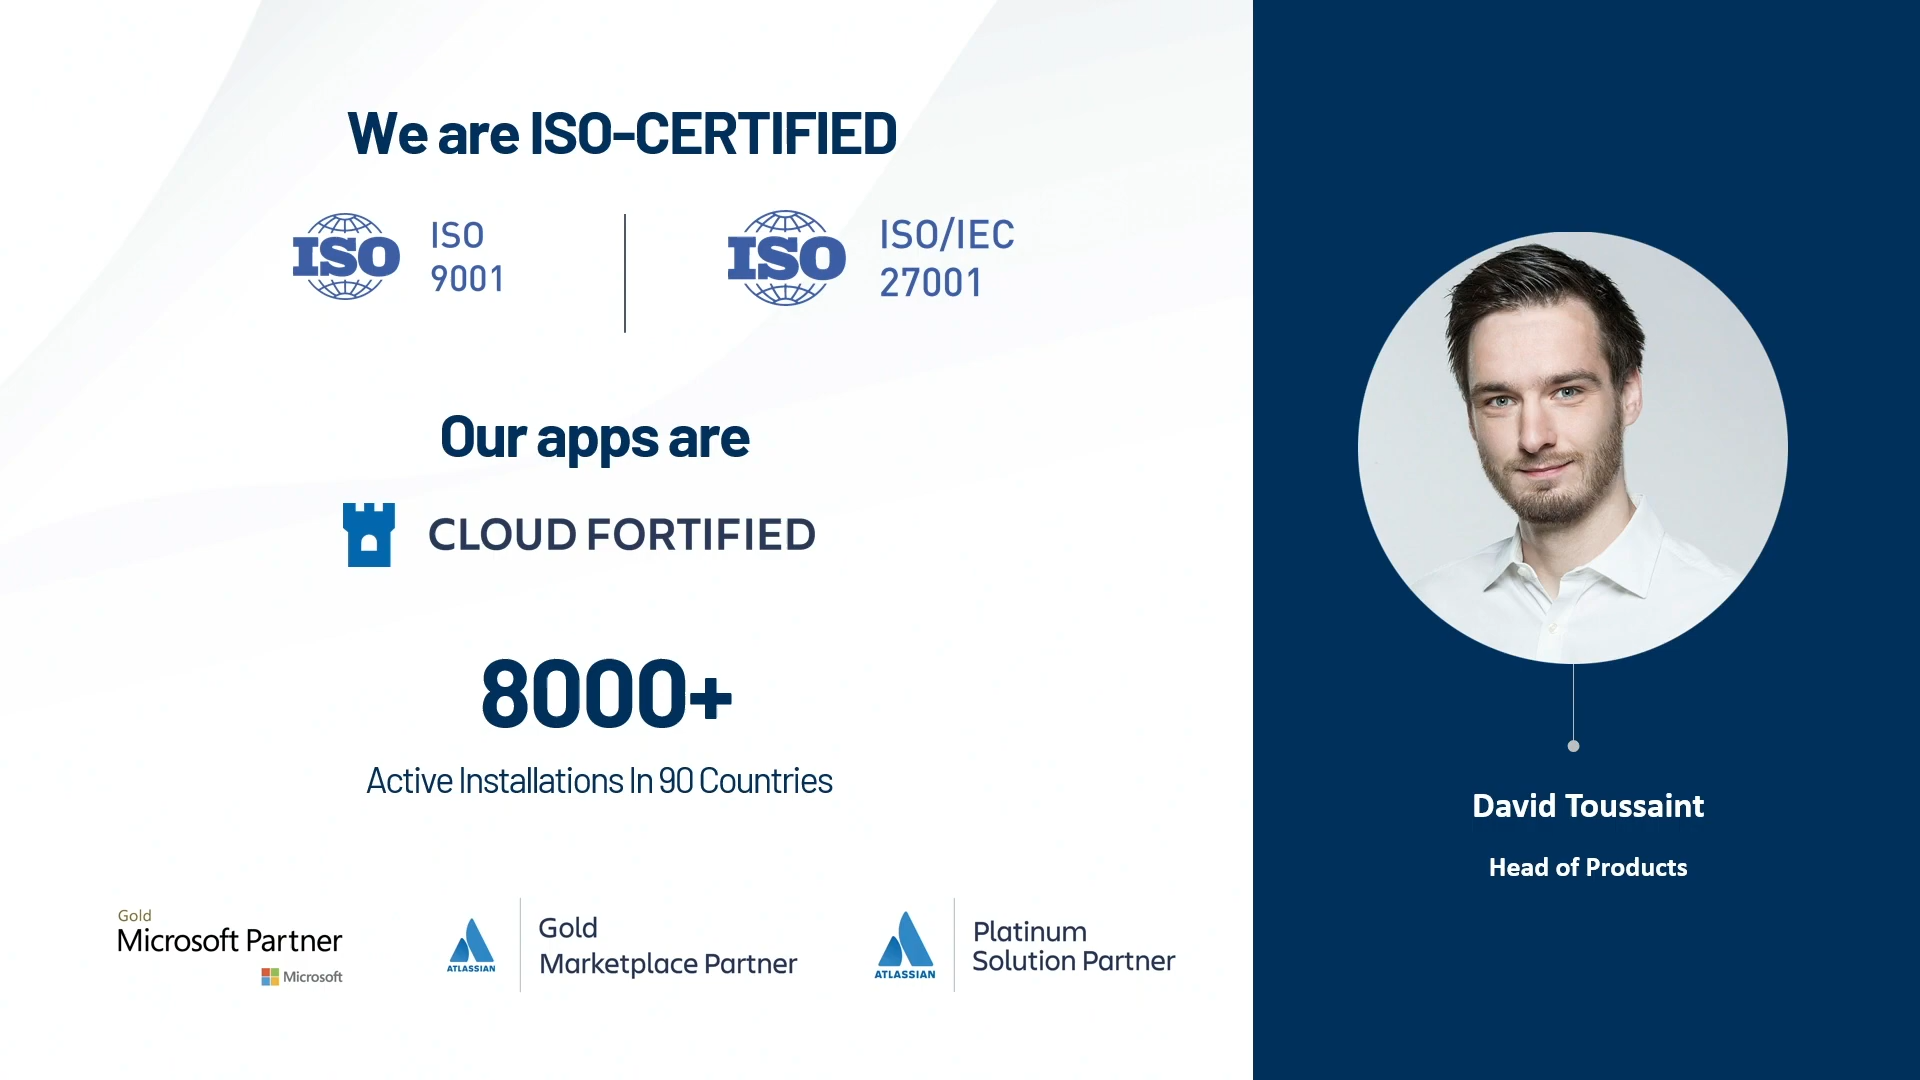 We are ISO-CERTIFIED
ISO
ISO
9001
ISO
ISO/IEC
27001
Our apps are
CLOUD FORTIFIED
8000+
Active Installations In 90 Countries
Gold
Microsoft Partner
Microsoft
ATLASSIAN
Gold
Marketplace Partner
ATLASSIAN
Platinum
Solution Partner
David Toussaint
Head of Products